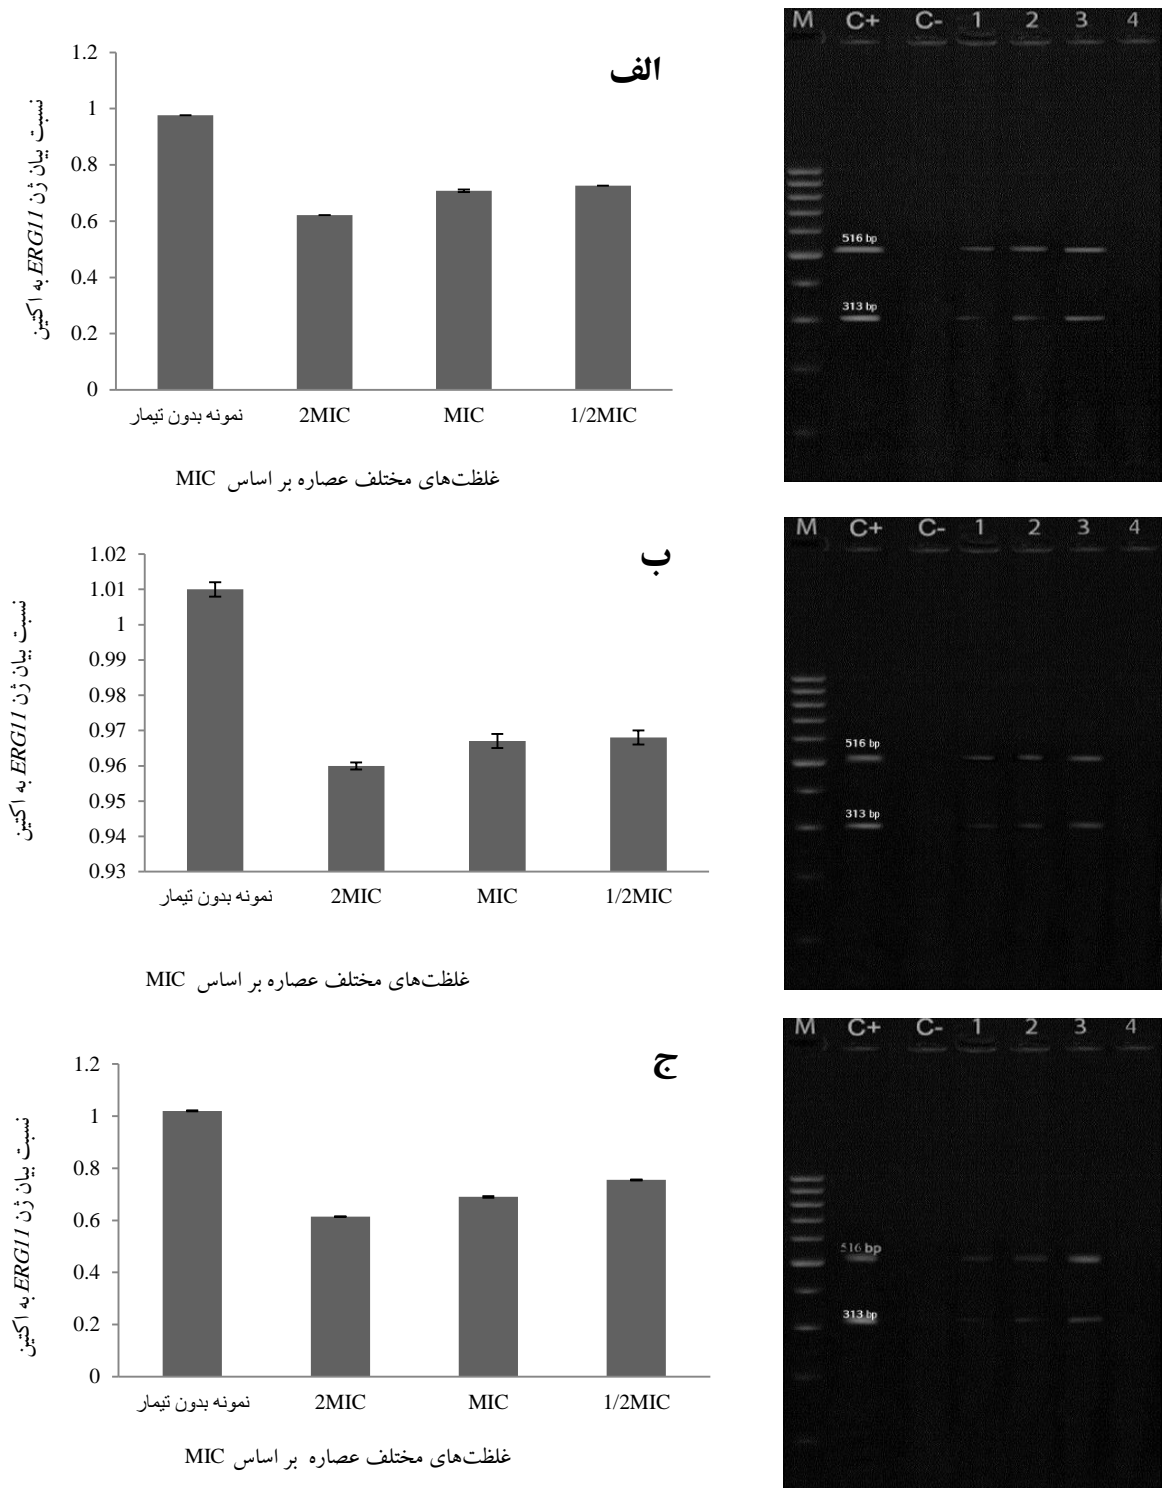 الف
نسبت بیان ژن ERG11 به اکتین
1.2
1
0.8
0.6
0.4
0.2
0
نمونه بدون تیمار 2MIC MIC 1/2MIC
غلظت‌های مختلف عصاره بر اساس MIC
M C+ C- 1 2 3 4
516 bp
313 bp
ب
نسبت بیان ژن ERG11 به اکتین
1.02
1.01
1
0.99
0.98
0.97
0.96
0.95
0.94
0.93
نمونه بدون تیمار 2MIC MIC 1/2MIC
غلظت‌های مختلف عصاره بر اساس MIC
M C+ C- 1 2 3 4
516 bp
313 bp
ج
نسبت بیان ژن ERG11 به اکتین
1.2
1
0.8
0.6
0.4
0.2
0
نمونه بدون تیمار 2MIC MIC 1/2MIC
غلظت‌های مختلف عصاره بر اساس MIC
M C+ C- 1 2 3 4
516 bp
313 bp